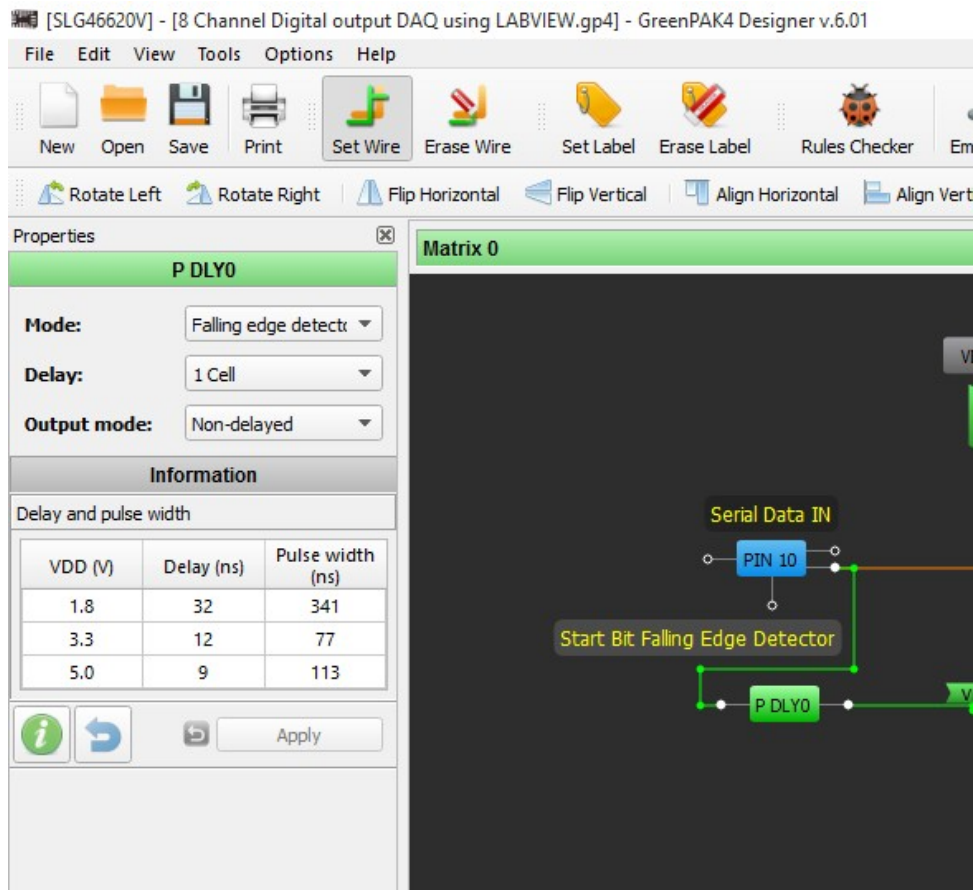 [SLG46620V] - [8 Channel Digital output DAQ using LABVIEW.gp4] - GreenPAK4 Designer v.6.01
File Edit View Tools Options Help
New Open Save Print Set Wire Erase Wire Set Label Erase Label Rules Checker Em
Rotate Left Rotate Right Flip Horizontal Flip Vertical Align Horizontal Align Verti
Properties
P DLY0
Mode: Falling edge detect
Delay: 1 Cell
Output mode: Non-delayed
Information
Delay and pulse width
VDD (V) Delay (ns) Pulse width (ns)
1.8 32 341
3.3 12 77
5.0 9 113
Apply
Matrix 0
Serial Data IN
PIN 10
Start Bit Falling Edge Detector
P DLY0